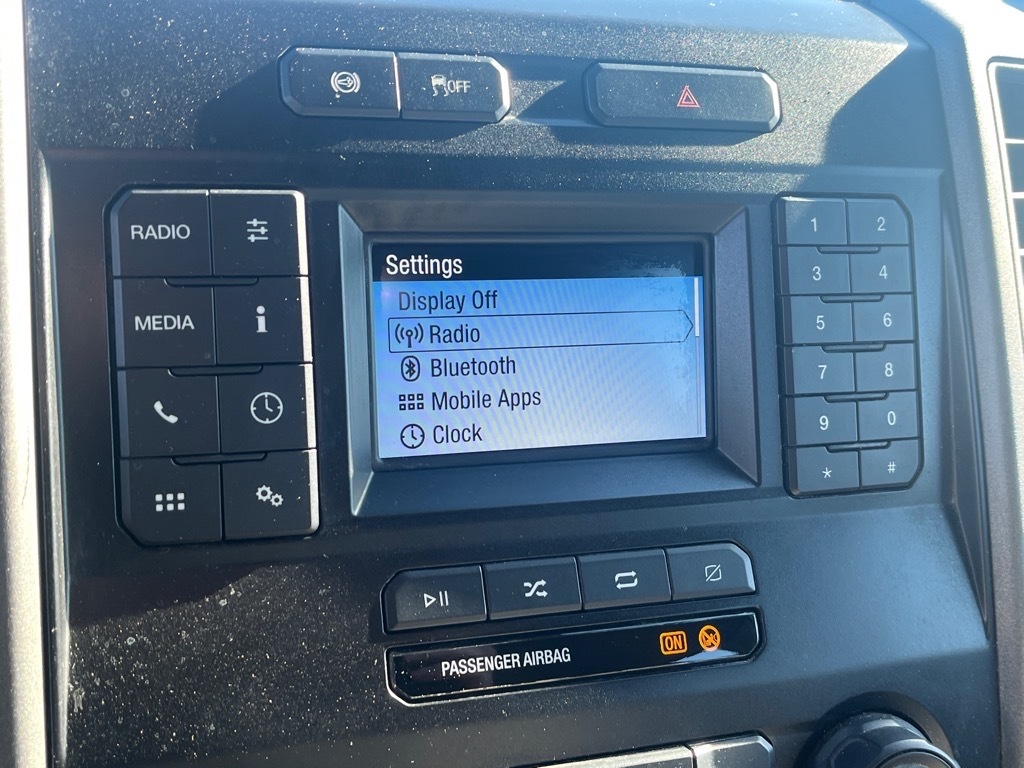 OFF
RADIO
MEDIA
Settings
Display Off
Radio
Bluetooth
Mobile Apps
Clock
1 2
3 4
5 6
7 8
9 0
* #
PASSENGER AIRBAG ON